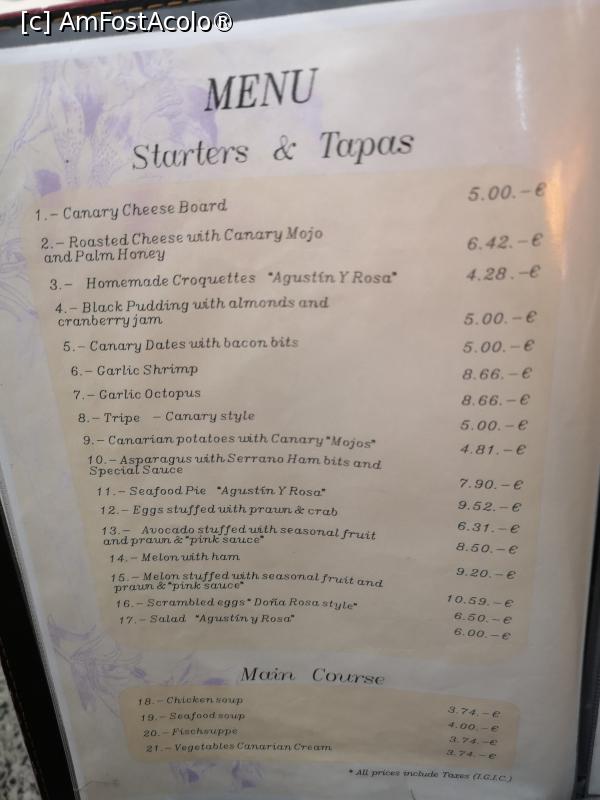 [c] AmFostAcolo®
MENU
Starters & Tapas
1.- Canary Cheese Board 5.00.-€
2.- Roasted Cheese with Canary Mojo
and Palm Honey 6.42.-€
3.- Homemade Croquettes "Agustín Y Rosa" 4.28.-€
4.- Black Pudding with almonds and
cranberry jam 5.00.-€
5.- Canary Dates with bacon bits 5.00.-€
6.- Garlic Shrimp 8.66.-€
7.- Garlic Octopus 8.66.-€
8.- Tripe - Canary style 5.00.-€
9.- Canarian potatoes with Canary "Mojos" 4.81.-€
10.- Asparagus with Serrano Ham bits and
Special Sauce 7.90.-€
11.- Seafood Pie "Agustín Y Rosa" 9.52.-€
12.- Eggs stuffed with prawn & crab 6.31.-€
13.- Avocado stuffed with seasonal fruit
and prawn & "pink sauce" 8.50.-€
14.- Melon with ham 9.20.-€
15.- Melon stuffed with seasonal fruit and
prawn & "pink sauce" 10.59.-€
16.- Scrambled eggs "Doña Rosa style" 6.50.-€
17.- Salad "Agustín y Rosa" 6.00.-€
Main Course
18.- Chicken soup 3.74.-€
19.- Seafood soup 4.00.-€
20.- Fischsuppe 3.74.-€
21.- Vegetables Canarian Cream 3.74.-€
* All prices include Taxes (I.G.I.C.)